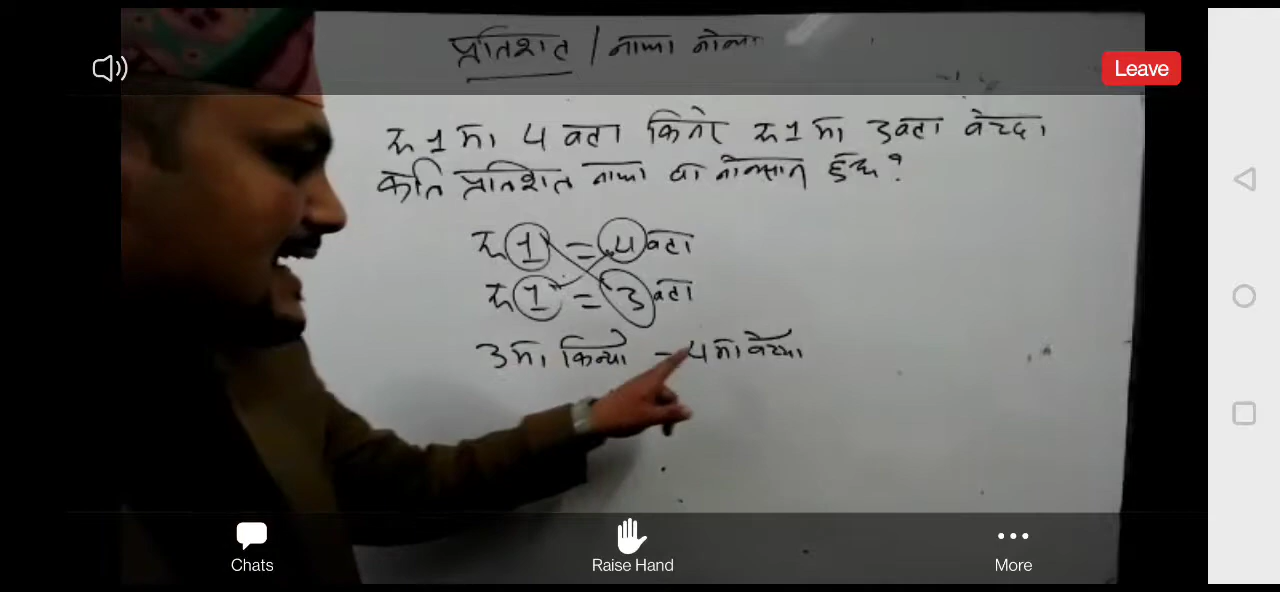 प्रतिशत / नाफा नोक्सा
Leave
रु 1 मा 4 वटा किनेर रु 1 मा 3 वटा बेच्दा
कति प्रतिशत नाफा वा नोक्सान हुन्छ ?
रु 1 = 4 वटा
रु 1 = 3 वटा
3 मा किन्यो – 4 मा बेच्यो
Chats
Raise Hand
More